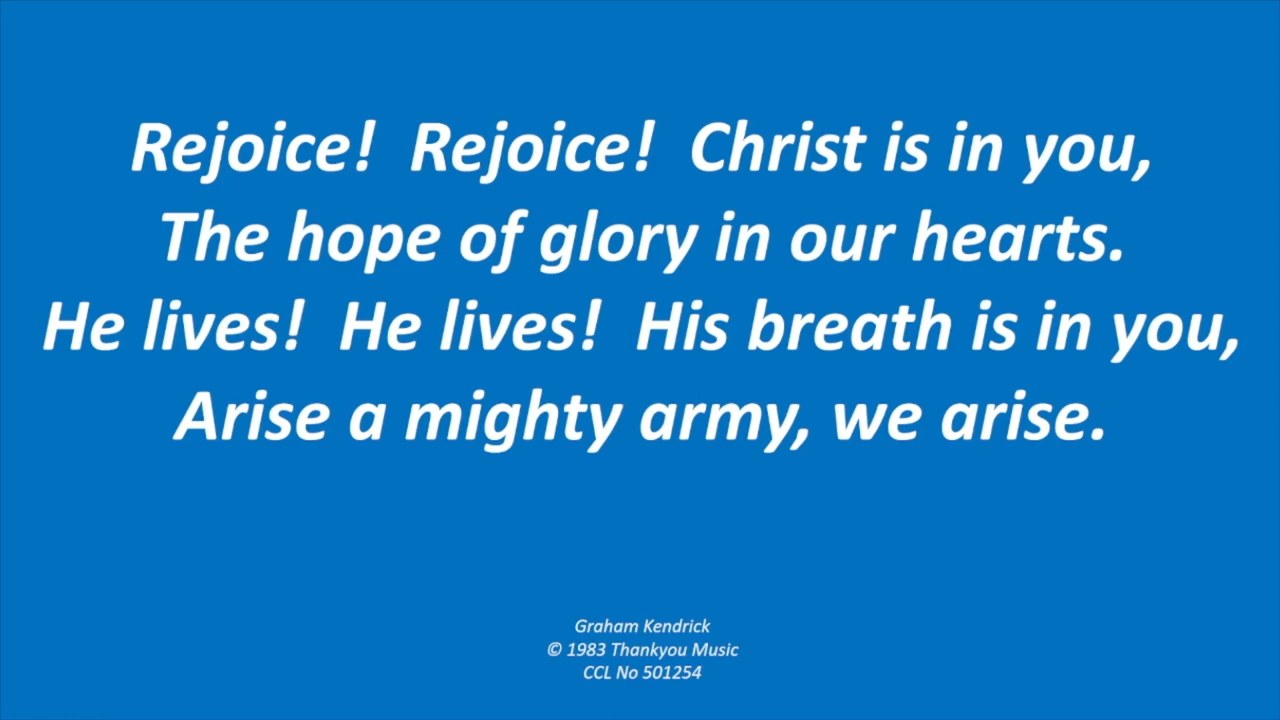 Rejoice!  Rejoice!  Christ is in you,
The hope of glory in our hearts.
He lives!  He lives!  His breath is in you,
Arise a mighty army, we arise.
Graham Kendrick
© 1983 Thankyou Music
CCL No 501254